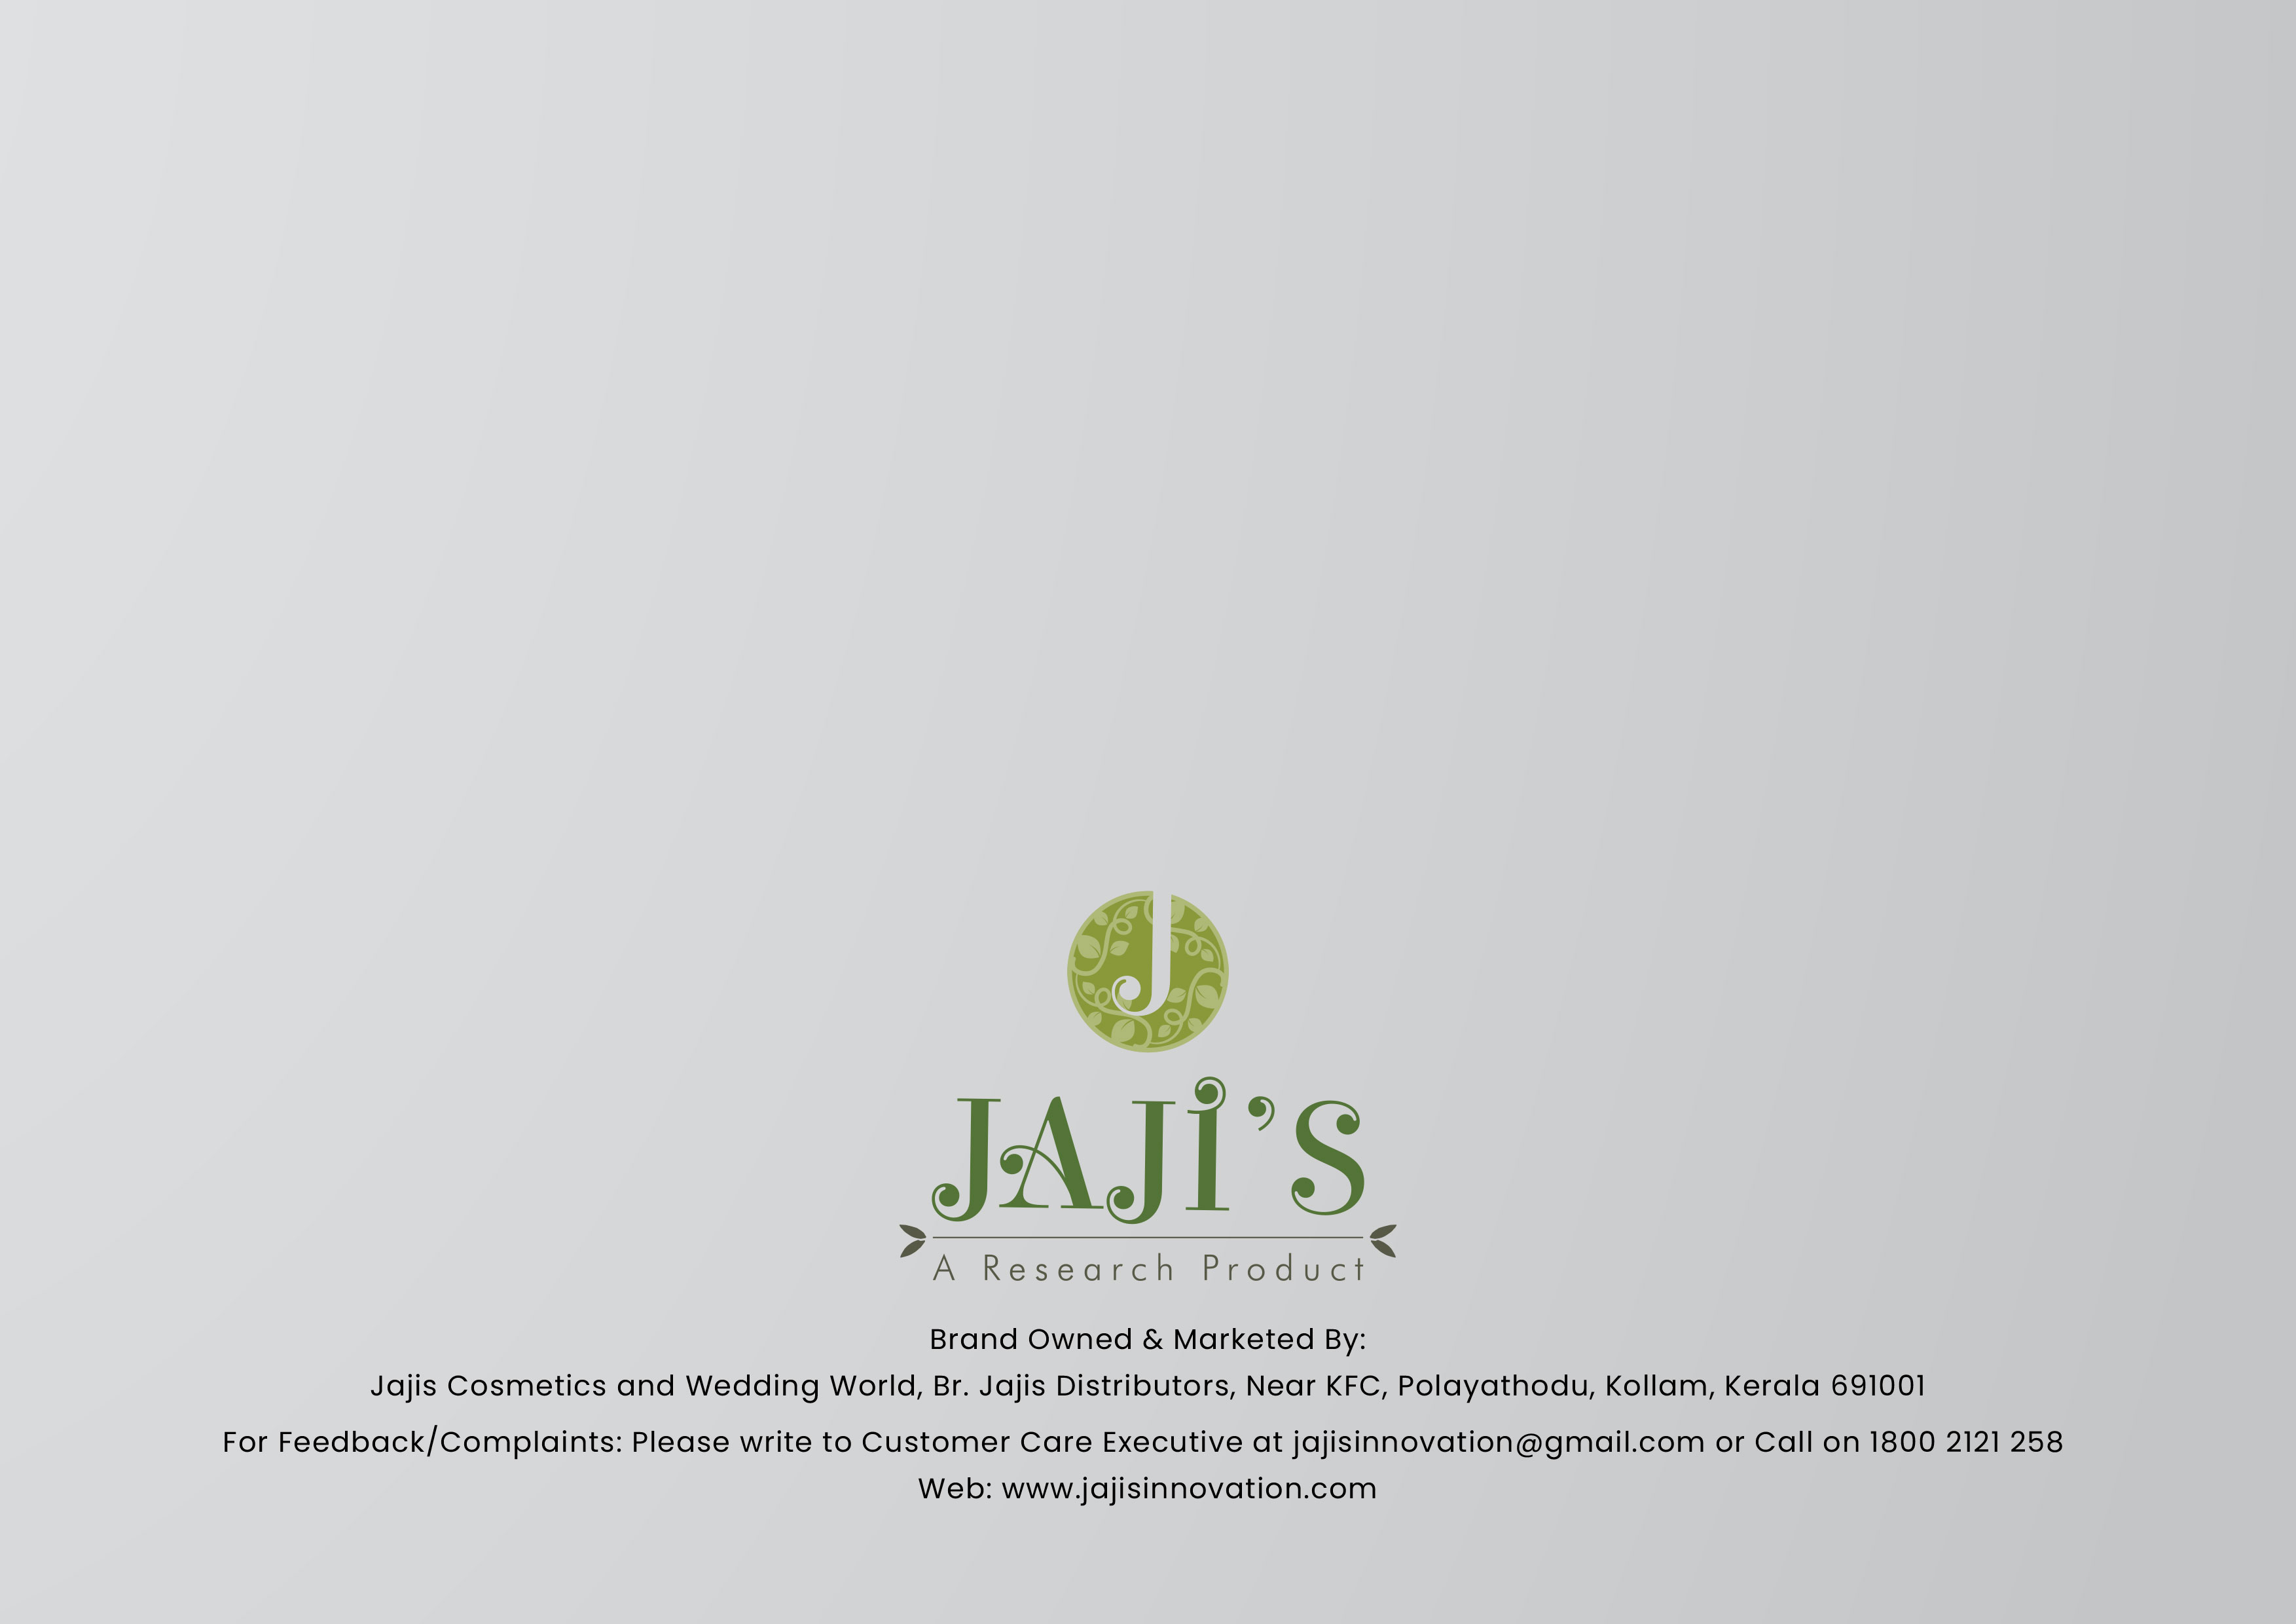 J
JAJI'S
A Research Product
Brand Owned & Marketed By:
Jajis Cosmetics and Wedding World, Br. Jajis Distributors, Near KFC, Polayathodu, Kollam, Kerala 691001
For Feedback/Complaints: Please write to Customer Care Executive at jajisinnovation@gmail.com or Call on 1800 2121 258
Web: www.jajisinnovation.com